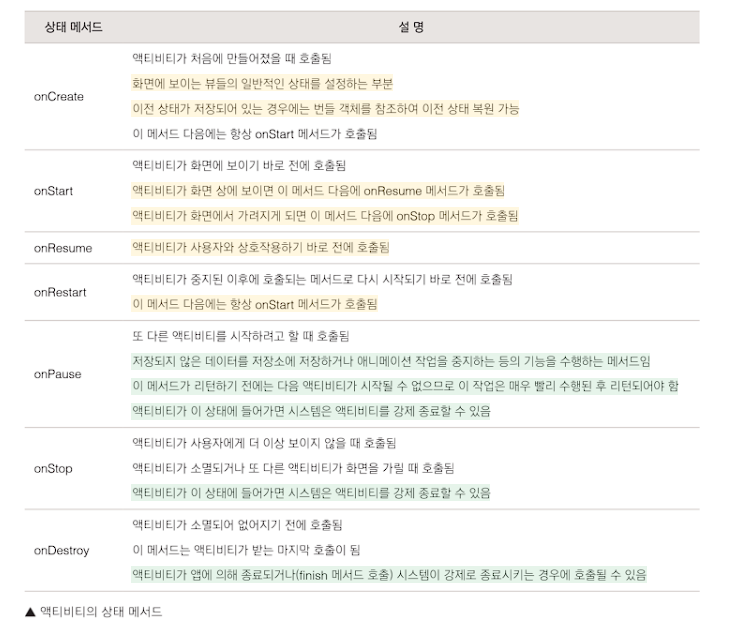 상태 메서드 설 명
onCreate
액티비티가 처음에 만들어졌을 때 호출됨
화면에 보이는 뷰들의 일반적인 상태를 설정하는 부분
이전 상태가 저장되어 있는 경우에는 번들 객체를 참조하여 이전 상태 복원 가능
이 메서드 다음에는 항상 onStart 메서드가 호출됨
onStart
액티비티가 화면에 보이기 바로 전에 호출됨
액티비티가 화면 상에 보이면 이 메서드 다음에 onResume 메서드가 호출됨
액티비티가 화면에서 가려지게 되면 이 메서드 다음에 onStop 메서드가 호출됨
onResume
액티비티가 사용자와 상호작용하기 바로 전에 호출됨
onRestart
액티비티가 중지된 이후에 호출되는 메서드로 다시 시작되기 바로 전에 호출됨
이 메서드 다음에는 항상 onStart 메서드가 호출됨
onPause
또 다른 액티비티를 시작하려고 할 때 호출됨
저장되지 않은 데이터를 저장소에 저장하거나 애니메이션 작업을 중지하는 등의 기능을 수행하는 메서드임
이 메서드가 리턴하기 전에는 다음 액티비티가 시작될 수 없으므로 이 작업은 매우 빨리 수행된 후 리턴되어야 함
액티비티가 이 상태에 들어가면 시스템은 액티비티를 강제 종료할 수 있음
onStop
액티비티가 사용자에게 더 이상 보이지 않을 때 호출됨
액티비티가 소멸되거나 또 다른 액티비티가 화면을 가릴 때 호출됨
액티비티가 이 상태에 들어가면 시스템은 액티비티를 강제 종료할 수 있음
onDestroy
액티비티가 소멸되어 없어지기 전에 호출됨
이 메서드는 액티비티가 받는 마지막 호출이 됨
액티비티가 앱에 의해 종료되거나(finish 메서드 호출) 시스템이 강제로 종료시키는 경우에 호출될 수 있음
▲ 액티비티의 상태 메서드